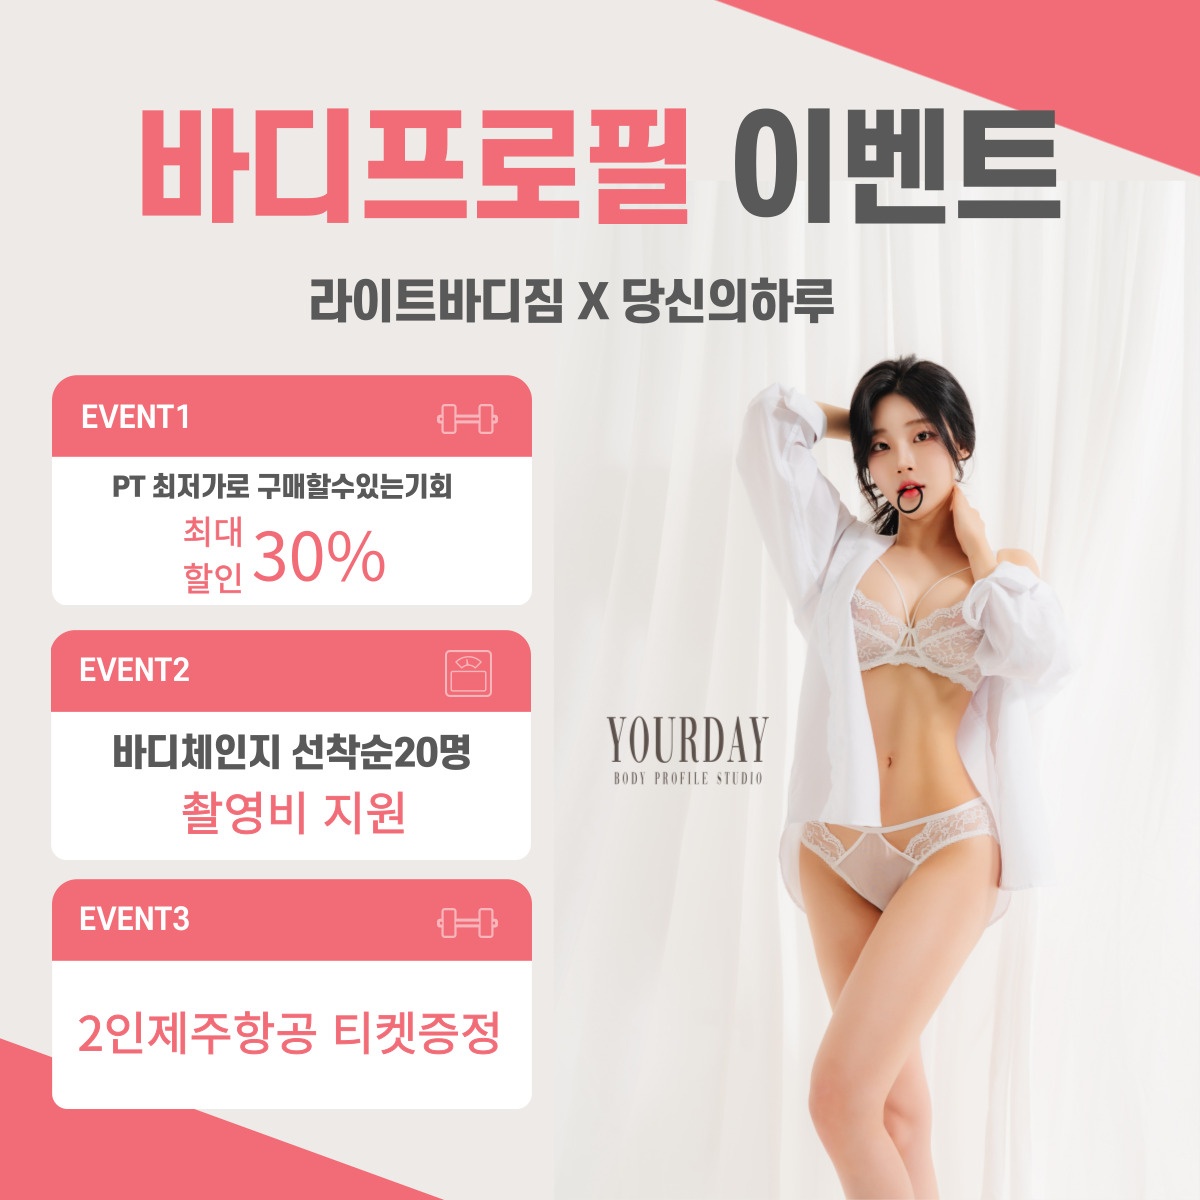 바디프로필 이벤트
라이트바디짐 X 당신의하루
EVENT1
PT 최저가로 구매할수있는기회
최대
할인 30%
EVENT2
바디체인지 선착순20명
촬영비 지원
EVENT3
2인제주항공 티켓증정
YOURDAY
BODY PROFILE STUDIO